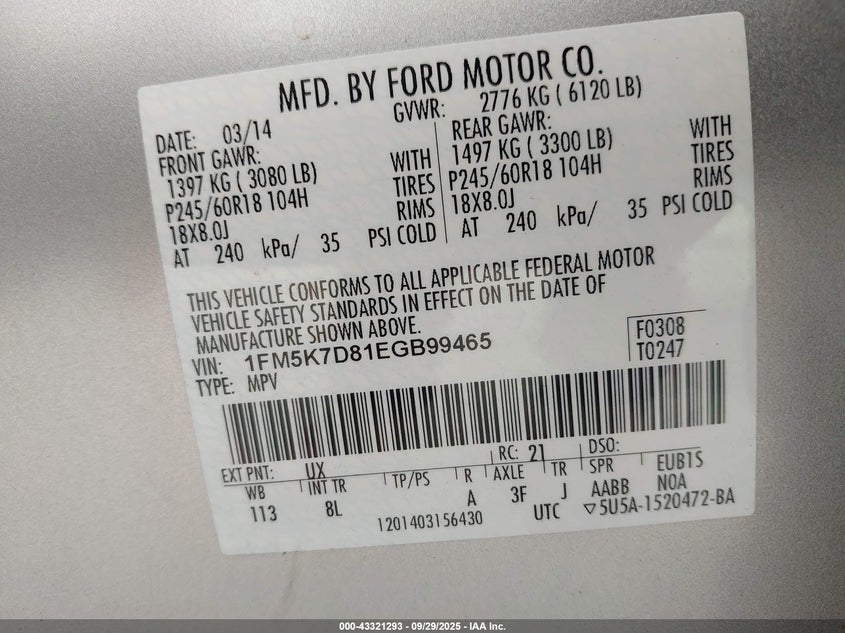 MFD. BY FORD MOTOR CO.
DATE: 03/14
GVWR: 2776 KG ( 6120 LB)
FRONT GAWR:
1397 KG ( 3080 LB) WITH
P245/60R18 104H TIRES
18X8.0J RIMS
AT 240 kPa/ 35 PSI COLD
REAR GAWR: WITH
1497 KG ( 3300 LB) TIRES
P245/60R18 104H RIMS
18X8.0J
AT 240 kPa/ 35 PSI COLD
THIS VEHICLE CONFORMS TO ALL APPLICABLE FEDERAL MOTOR
VEHICLE SAFETY STANDARDS IN EFFECT ON THE DATE OF
MANUFACTURE SHOWN ABOVE.
VIN: 1FM5K7D81EGB99465
TYPE: MPV
F0308
T0247
EXT PNT: UX RC: 21 DSO:
WB INT TR TP/PS R AXLE TR SPR EUB1S
113 8L A 3F J AABB NOA
1201403156430 UTC ▽5U5A-1520472-BA
000-43321293 - 09/29/2025 - IAA Inc.